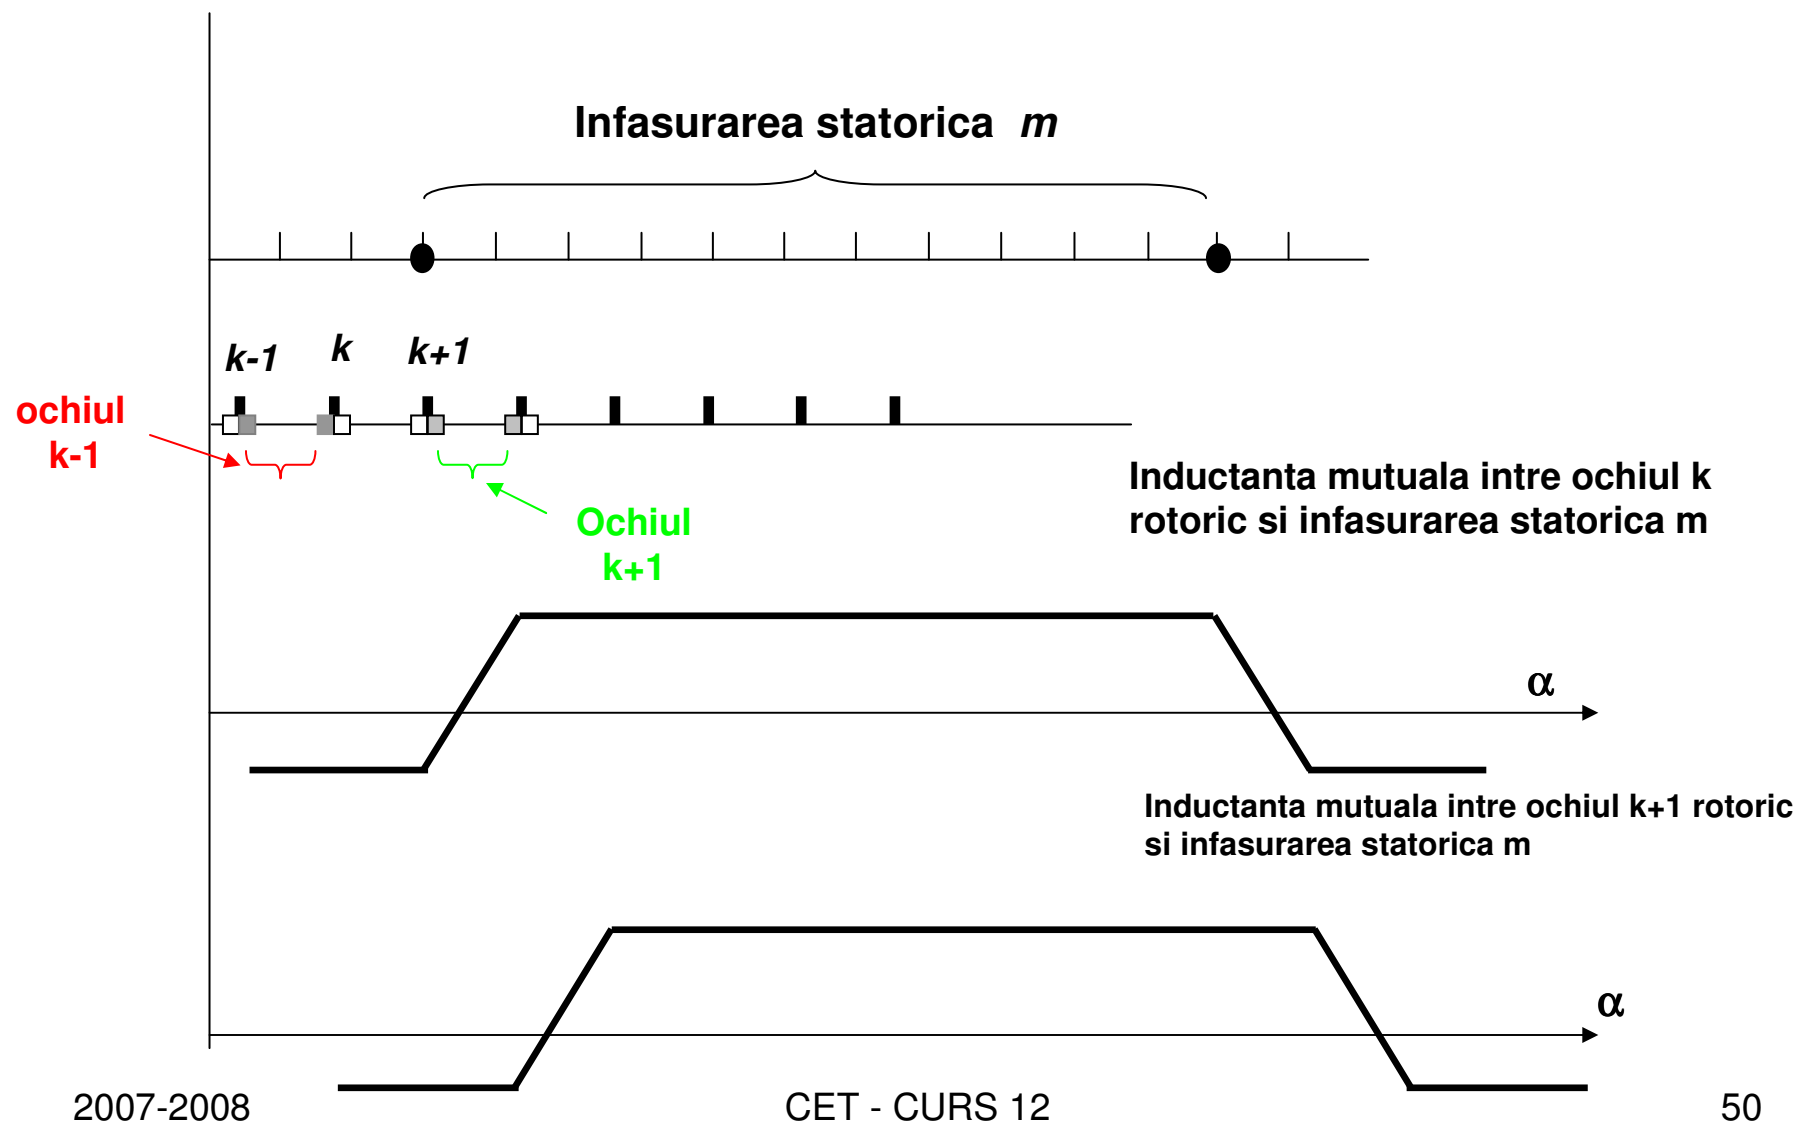 Infasurarea statorica m
k-1 k k+1
ochiul
k-1
Ochiul
k+1
Inductanta mutuala intre ochiul k
rotoric si infasurarea statorica m
α
Inductanta mutuala intre ochiul k+1 rotoric
si infasurarea statorica m
α
2007-2008 CET - CURS 12 50